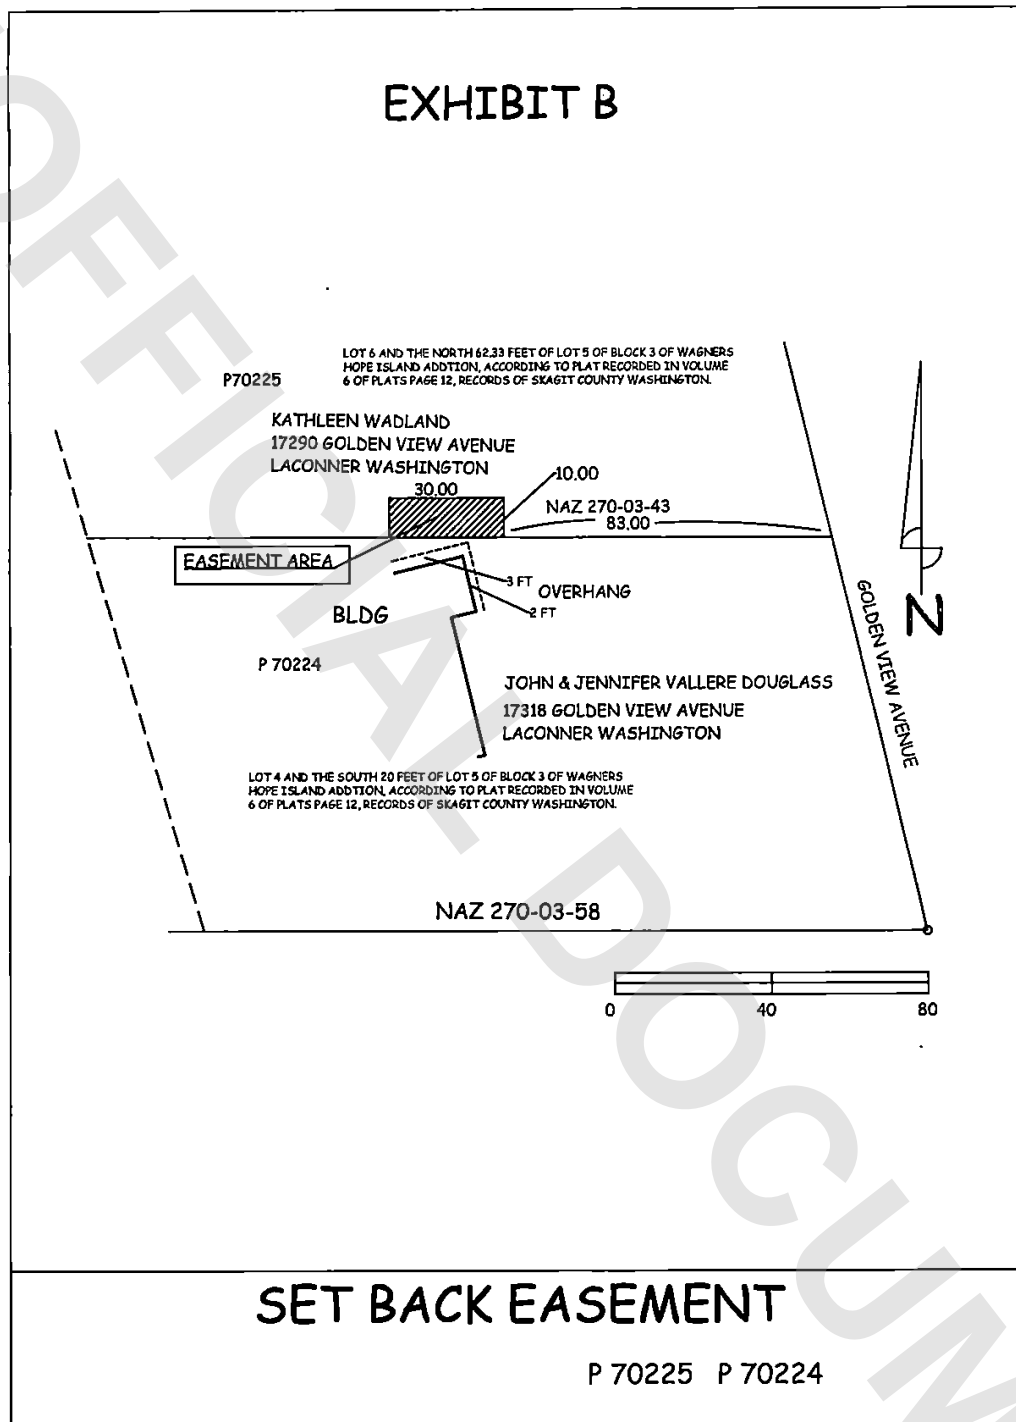 EXHIBIT B
LOT 6 AND THE NORTH 62.33 FEET OF LOT 5 OF BLOCK 3 OF WAGNERS
HOPE ISLAND ADDTION, ACCORDING TO PLAT RECORDED IN VOLUME
6 OF PLATS PAGE 12, RECORDS OF SKAGIT COUNTY WASHINGTON.
P70225
KATHLEEN WADLAND
17290 GOLDEN VIEW AVENUE
LACONNER WASHINGTON
30.00
10.00
NAZ 270-03-43
83.00
EASEMENT AREA
3 FT
OVERHANG
2 FT
BLDG
P 70224
GOLDEN VIEW AVENUE
N
JOHN & JENNIFER VALLERE DOUGLASS
17318 GOLDEN VIEW AVENUE
LACONNER WASHINGTON
LOT 4 AND THE SOUTH 20 FEET OF LOT 5 OF BLOCK 3 OF WAGNERS
HOPE ISLAND ADDTION, ACCORDING TO PLAT RECORDED IN VOLUME
6 OF PLATS PAGE 12, RECORDS OF SKAGIT COUNTY WASHINGTON.
NAZ 270-03-58
0 40 80
SET BACK EASEMENT
P 70225 P 70224
OFFICIAL DOCUM